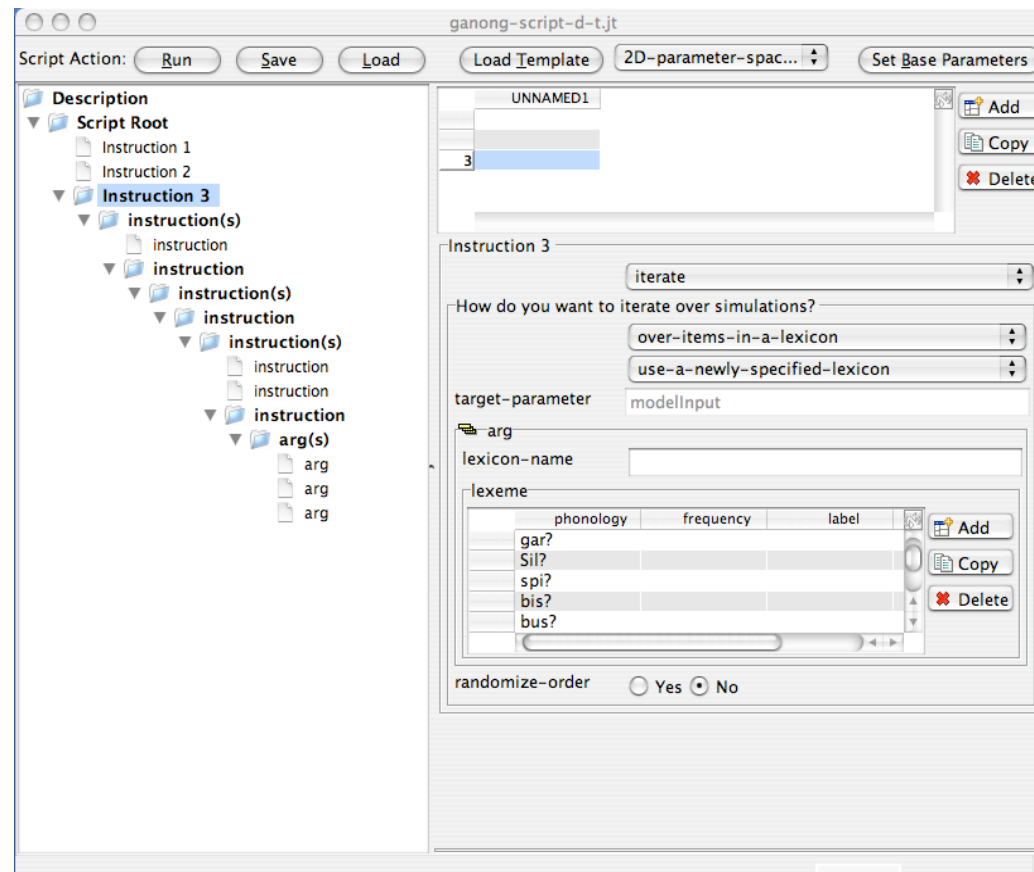 ganong-script-d-t.jt
Script Action: Run Save Load Load Template 2D-parameter-spac... Set Base Parameters
Description
Script Root
Instruction 1
Instruction 2
Instruction 3
instruction(s)
instruction
instruction
instruction(s)
instruction
instruction(s)
instruction
instruction
instruction
arg(s)
arg
arg
arg
UNNAMED1
3
Add
Copy
Delete
Instruction 3
iterate
How do you want to iterate over simulations?
over-items-in-a-lexicon
use-a-newly-specified-lexicon
target-parameter modelInput
arg
lexicon-name
lexeme
phonology frequency label
gar?
Sil?
spi?
bis?
bus?
Add
Copy
Delete
randomize-order Yes No